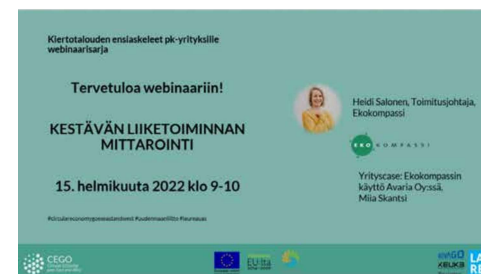 Kiertotalouden ensiaskeleet pk-yrityksille
webinaarisarja
Tervetuloa webinaariin!
KESTÄVÄN LIIKETOIMINNAN
MITTAROINTI
15. helmikuuta 2022 klo 9-10
Heidi Salonen, Toimitusjohtaja,
Ekokompassi
EKOKOMPASSI
Yrityscase: Ekokompassin
käyttö Avaria Oy:ssä,
Miia Skantsi
CEGO
EU:lta